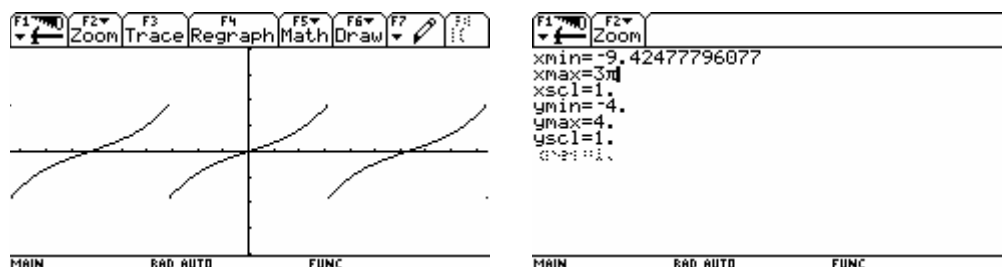 F1 F2 F3 F4 F5 F6 F7
Zoom Trace Regraph Math Draw
MAIN RAD AUTO FUNC
F1 F2
Zoom
xmin=-9.42477796077
xmax=3π
xscl=1.
ymin=-4.
ymax=4.
yscl=1.
MAIN RAD AUTO FUNC